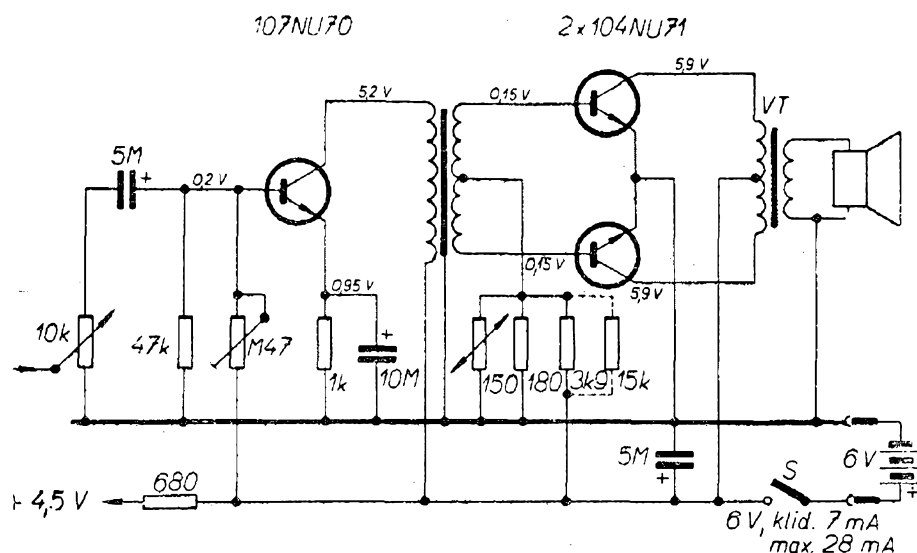 107NU70
2x104NU71
5,9 V
5,2 V
0,15 V
VT
5M
+
0,2 V
0,15 V
5,9 V
0,95 V
10k
47k
M47
1k
+
10M
150
180
3k9
15k
5M
+
6V
+
+ 4,5 V
680
S
6 V, klid. 7 mA
max. 28 mA